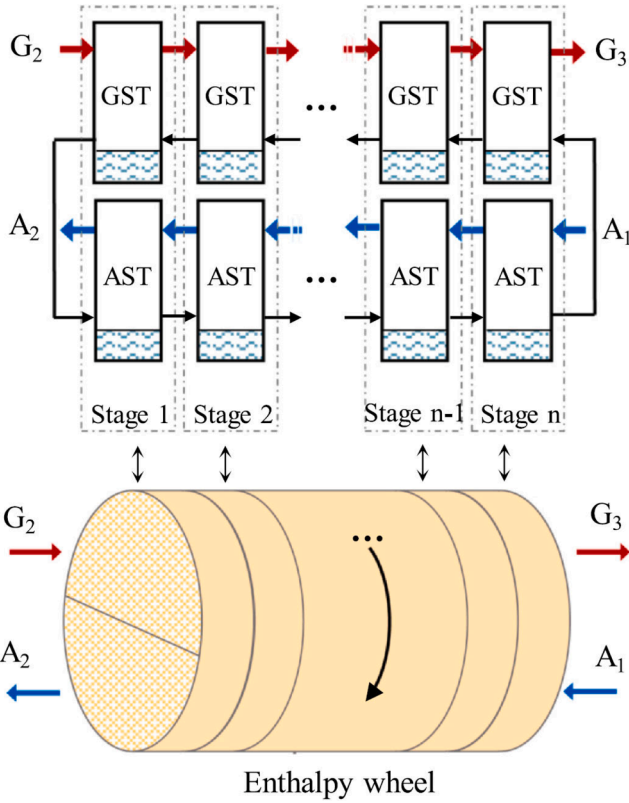 G2 GST GST ... GST GST G3
A2 A1
AST AST ... AST AST
Stage 1 Stage 2 Stage n-1 Stage n
G2 ... G3
A2 A1
Enthalpy wheel